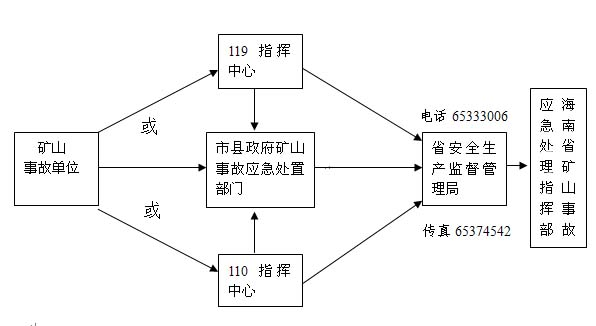 119 指挥
中心
电话 65333006
或
矿山
事故单位
市县政府矿山
事故应急处置
部门
省安全生
产监督管
理局
海南省矿山事故
应急处理指挥部
或
传真 65374542
110 指挥
中心